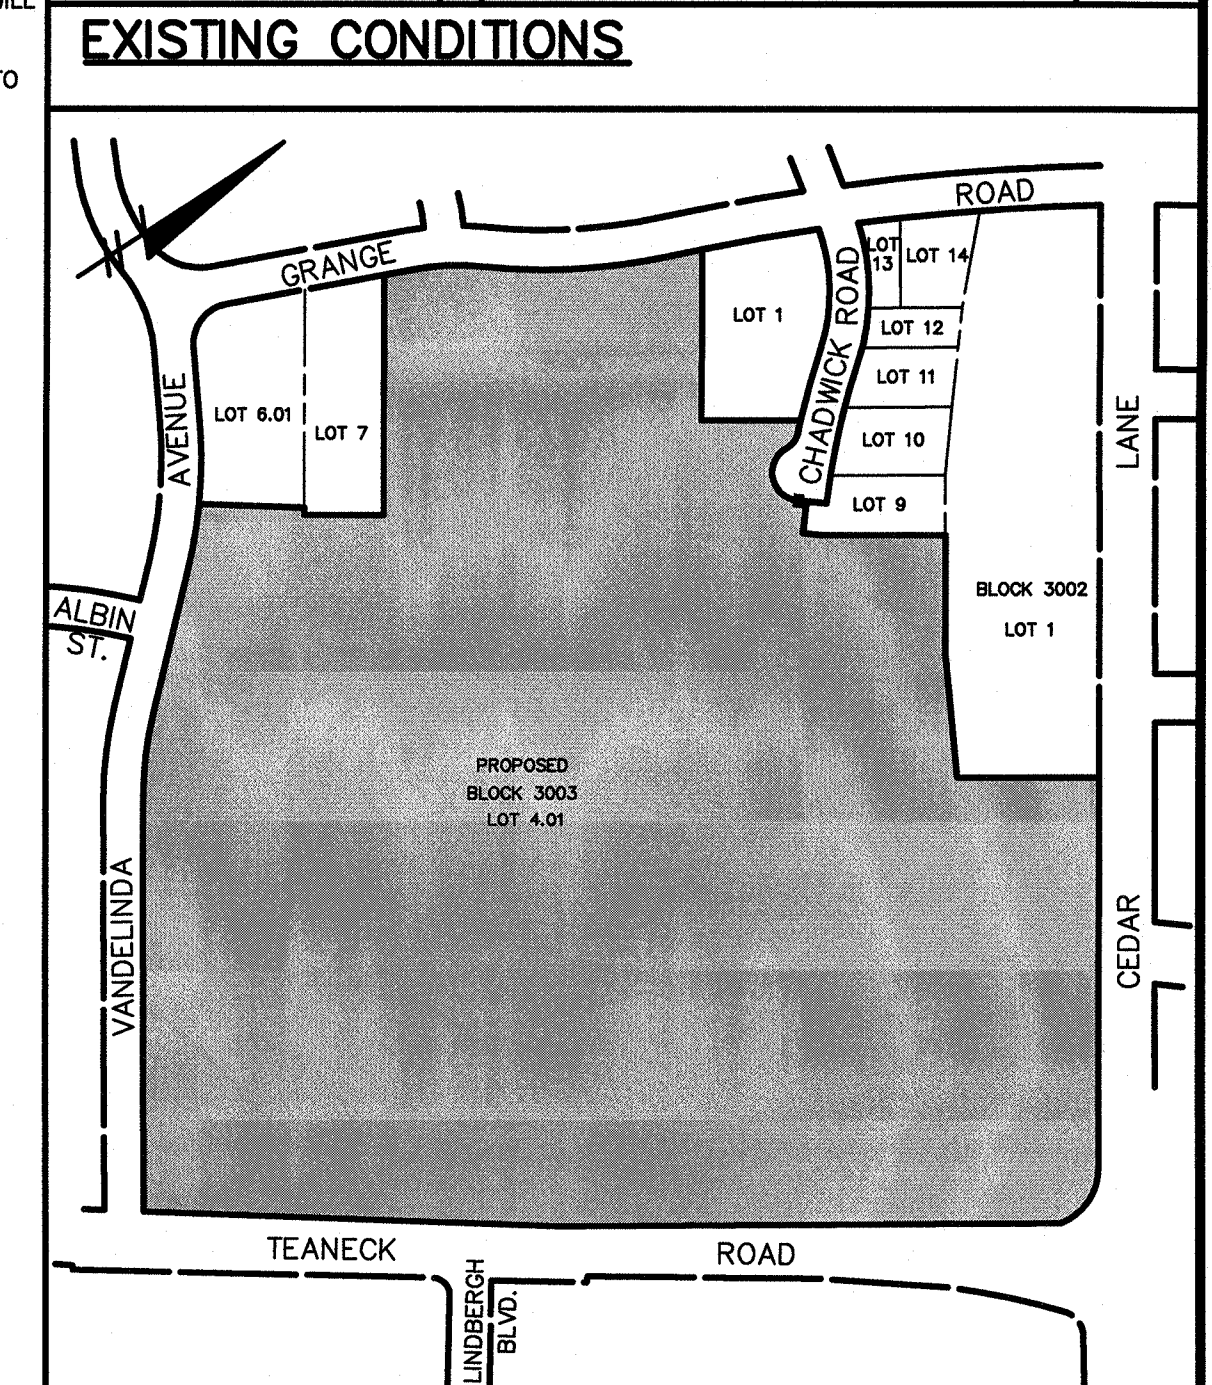 EXISTING CONDITIONS
TO
ROAD
GRANGE
LOT
13
LOT 14
LOT 1
CHADWICK ROAD
LOT 12
LOT 11
LOT 6.01
LOT 7
AVENUE
LANE
LOT 10
LOT 9
BLOCK 3002
LOT 1
ALBIN
ST.
PROPOSED
BLOCK 3003
LOT 4.01
VANDELINDA
CEDAR
TEANECK
ROAD
LINDBERGH
BLVD.